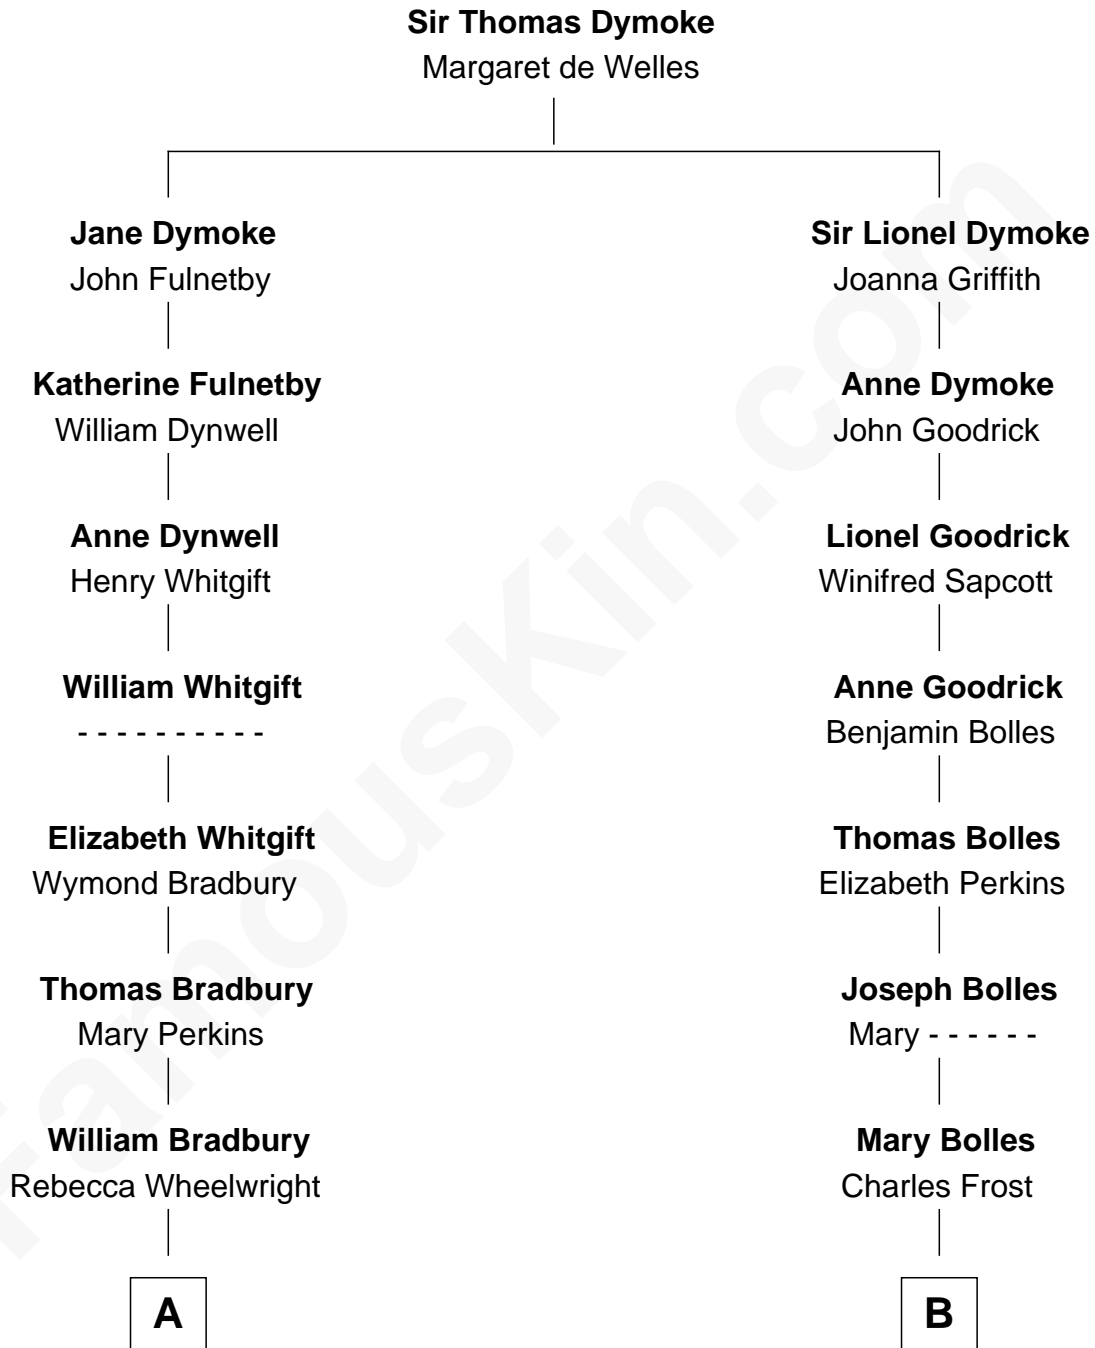 Sir Thomas Dymoke
Margaret de Welles
Jane Dymoke
John Fulnetby
Katherine Fulnetby
William Dynwell
Anne Dynwell
Henry Whitgift
William Whitgift
- - - - - - - - - -
Elizabeth Whitgift
Wymond Bradbury
Thomas Bradbury
Mary Perkins
William Bradbury
Rebecca Wheelwright
A
Sir Lionel Dymoke
Joanna Griffith
Anne Dymoke
John Goodrick
Lionel Goodrick
Winifred Sapcott
Anne Goodrick
Benjamin Bolles
Thomas Bolles
Elizabeth Perkins
Joseph Bolles
Mary - - - - - -
Mary Bolles
Charles Frost
B
FamousKin.com